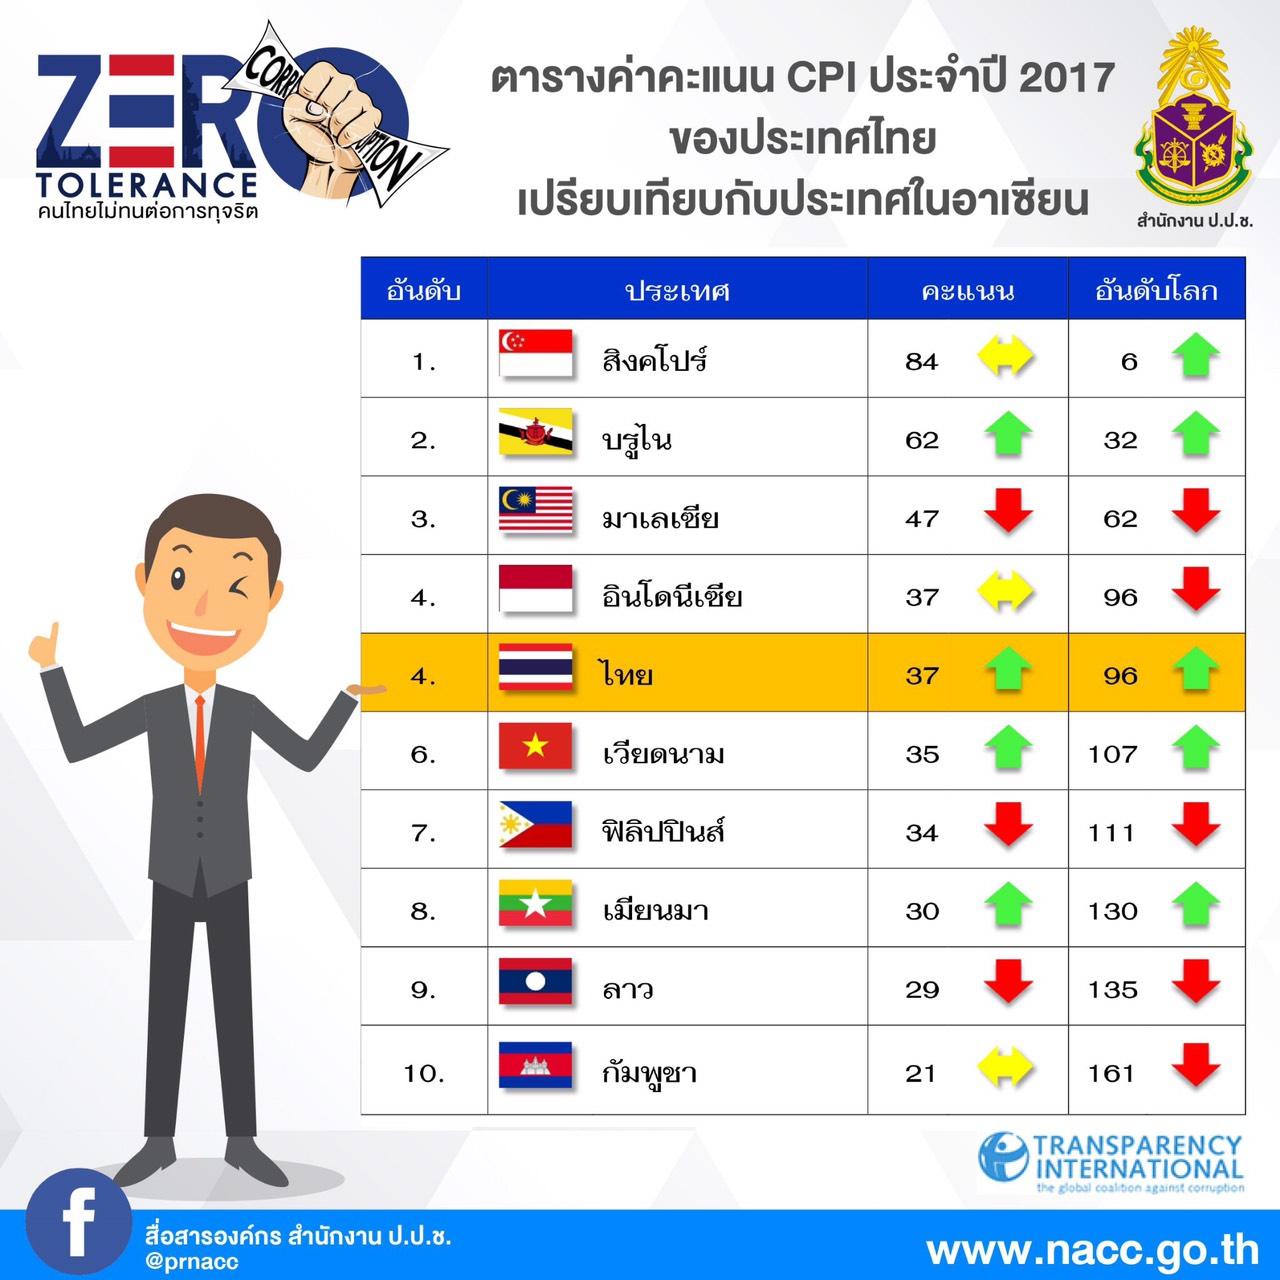 ZERO
CORRUPTION
TOLERANCE
คนไทยไม่ทนต่อการทุจริต
ตารางค่าคะแนน CPI ประจำปี 2017
ของประเทศไทย
เปรียบเทียบกับประเทศในอาเซียน
สำนักงาน ป.ป.ช.
อันดับ ประเทศ คะแนน อันดับโลก
1. สิงคโปร์ 84 6
2. บรูไน 62 32
3. มาเลเซีย 47 62
4. อินโดนีเซีย 37 96
4. ไทย 37 96
6. เวียดนาม 35 107
7. ฟิลิปปินส์ 34 111
8. เมียนมา 30 130
9. ลาว 29 135
10. กัมพูชา 21 161
TRANSPARENCY
INTERNATIONAL
the global coalition against corruption
f
สื่อสารองค์กร สำนักงาน ป.ป.ช.
@prnacc
www.nacc.go.th